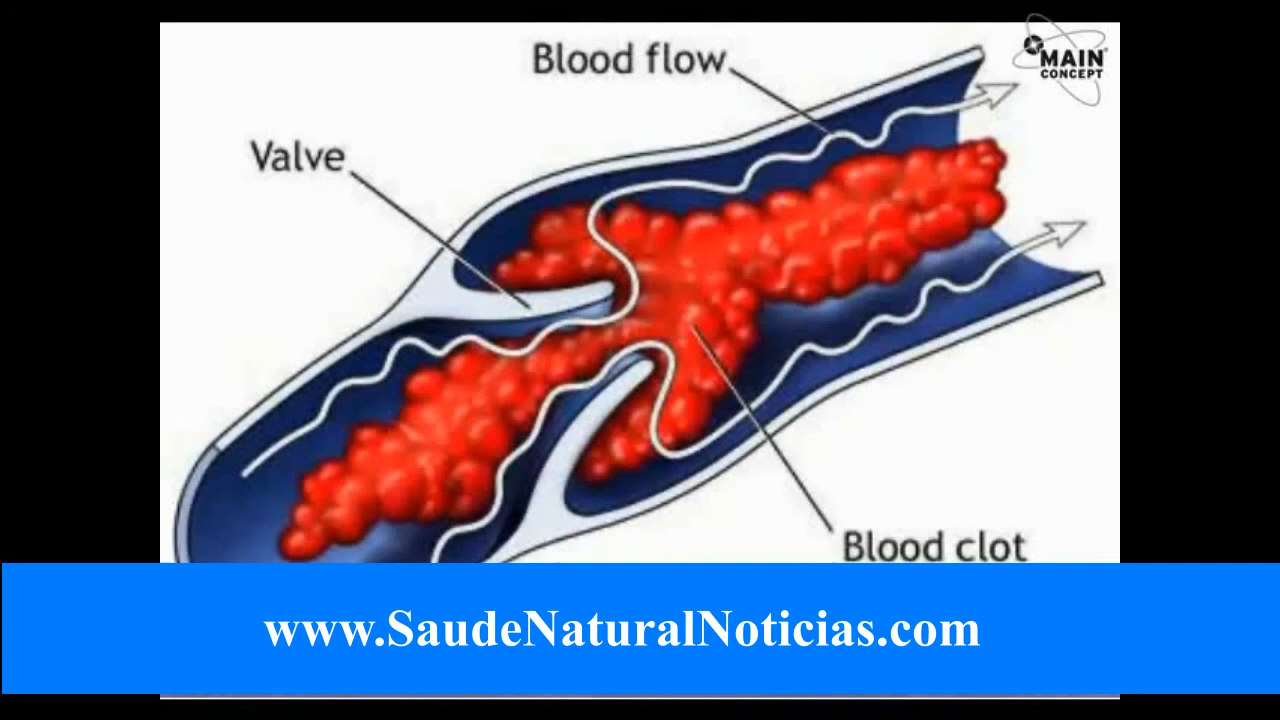 Blood flow
MAIN
CONCEPT
Valve
Blood clot
www.SaudeNaturalNoticias.com